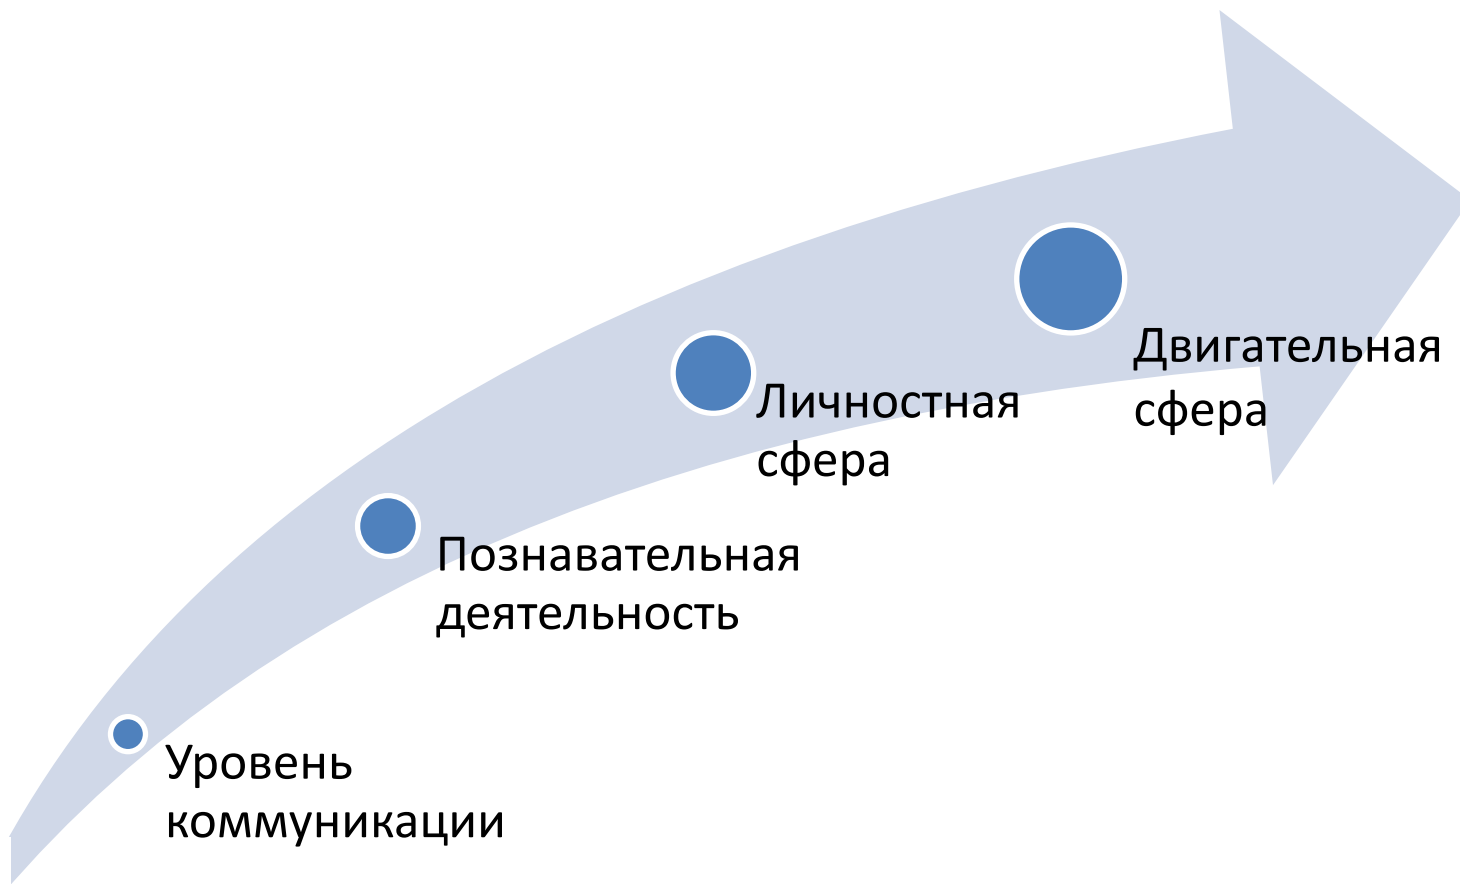 Двигательная
сфера
Личностная
сфера
Познавательная
деятельность
Уровень
коммуникации